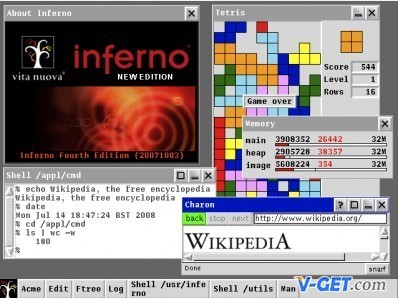 About Inferno
vita nuova®
inferno
NEW EDITION
Inferno Fourth Edition (20071003)
Tetris
Score 544
Level 1
Rows 16
Game over
Memory
main 3908352 26442 32M
heap 2905728 38357 32M
image 5608224 354 32M
Shell /appl/cmd
% echo Wikipedia, the free encyclopedia
Wikipedia, the free encyclopedia
% date
Mon Jul 14 18:47:24 BST 2008
% cd /appl/cmd
% ls | wc -w
180
%
Charon
back stop next http://www.wikipedia.org/
WIKIPEDIA
Done
snarf
Acme Edit Ftree Log Shell /usr/inferno Shell /utils Man
V-GET.com